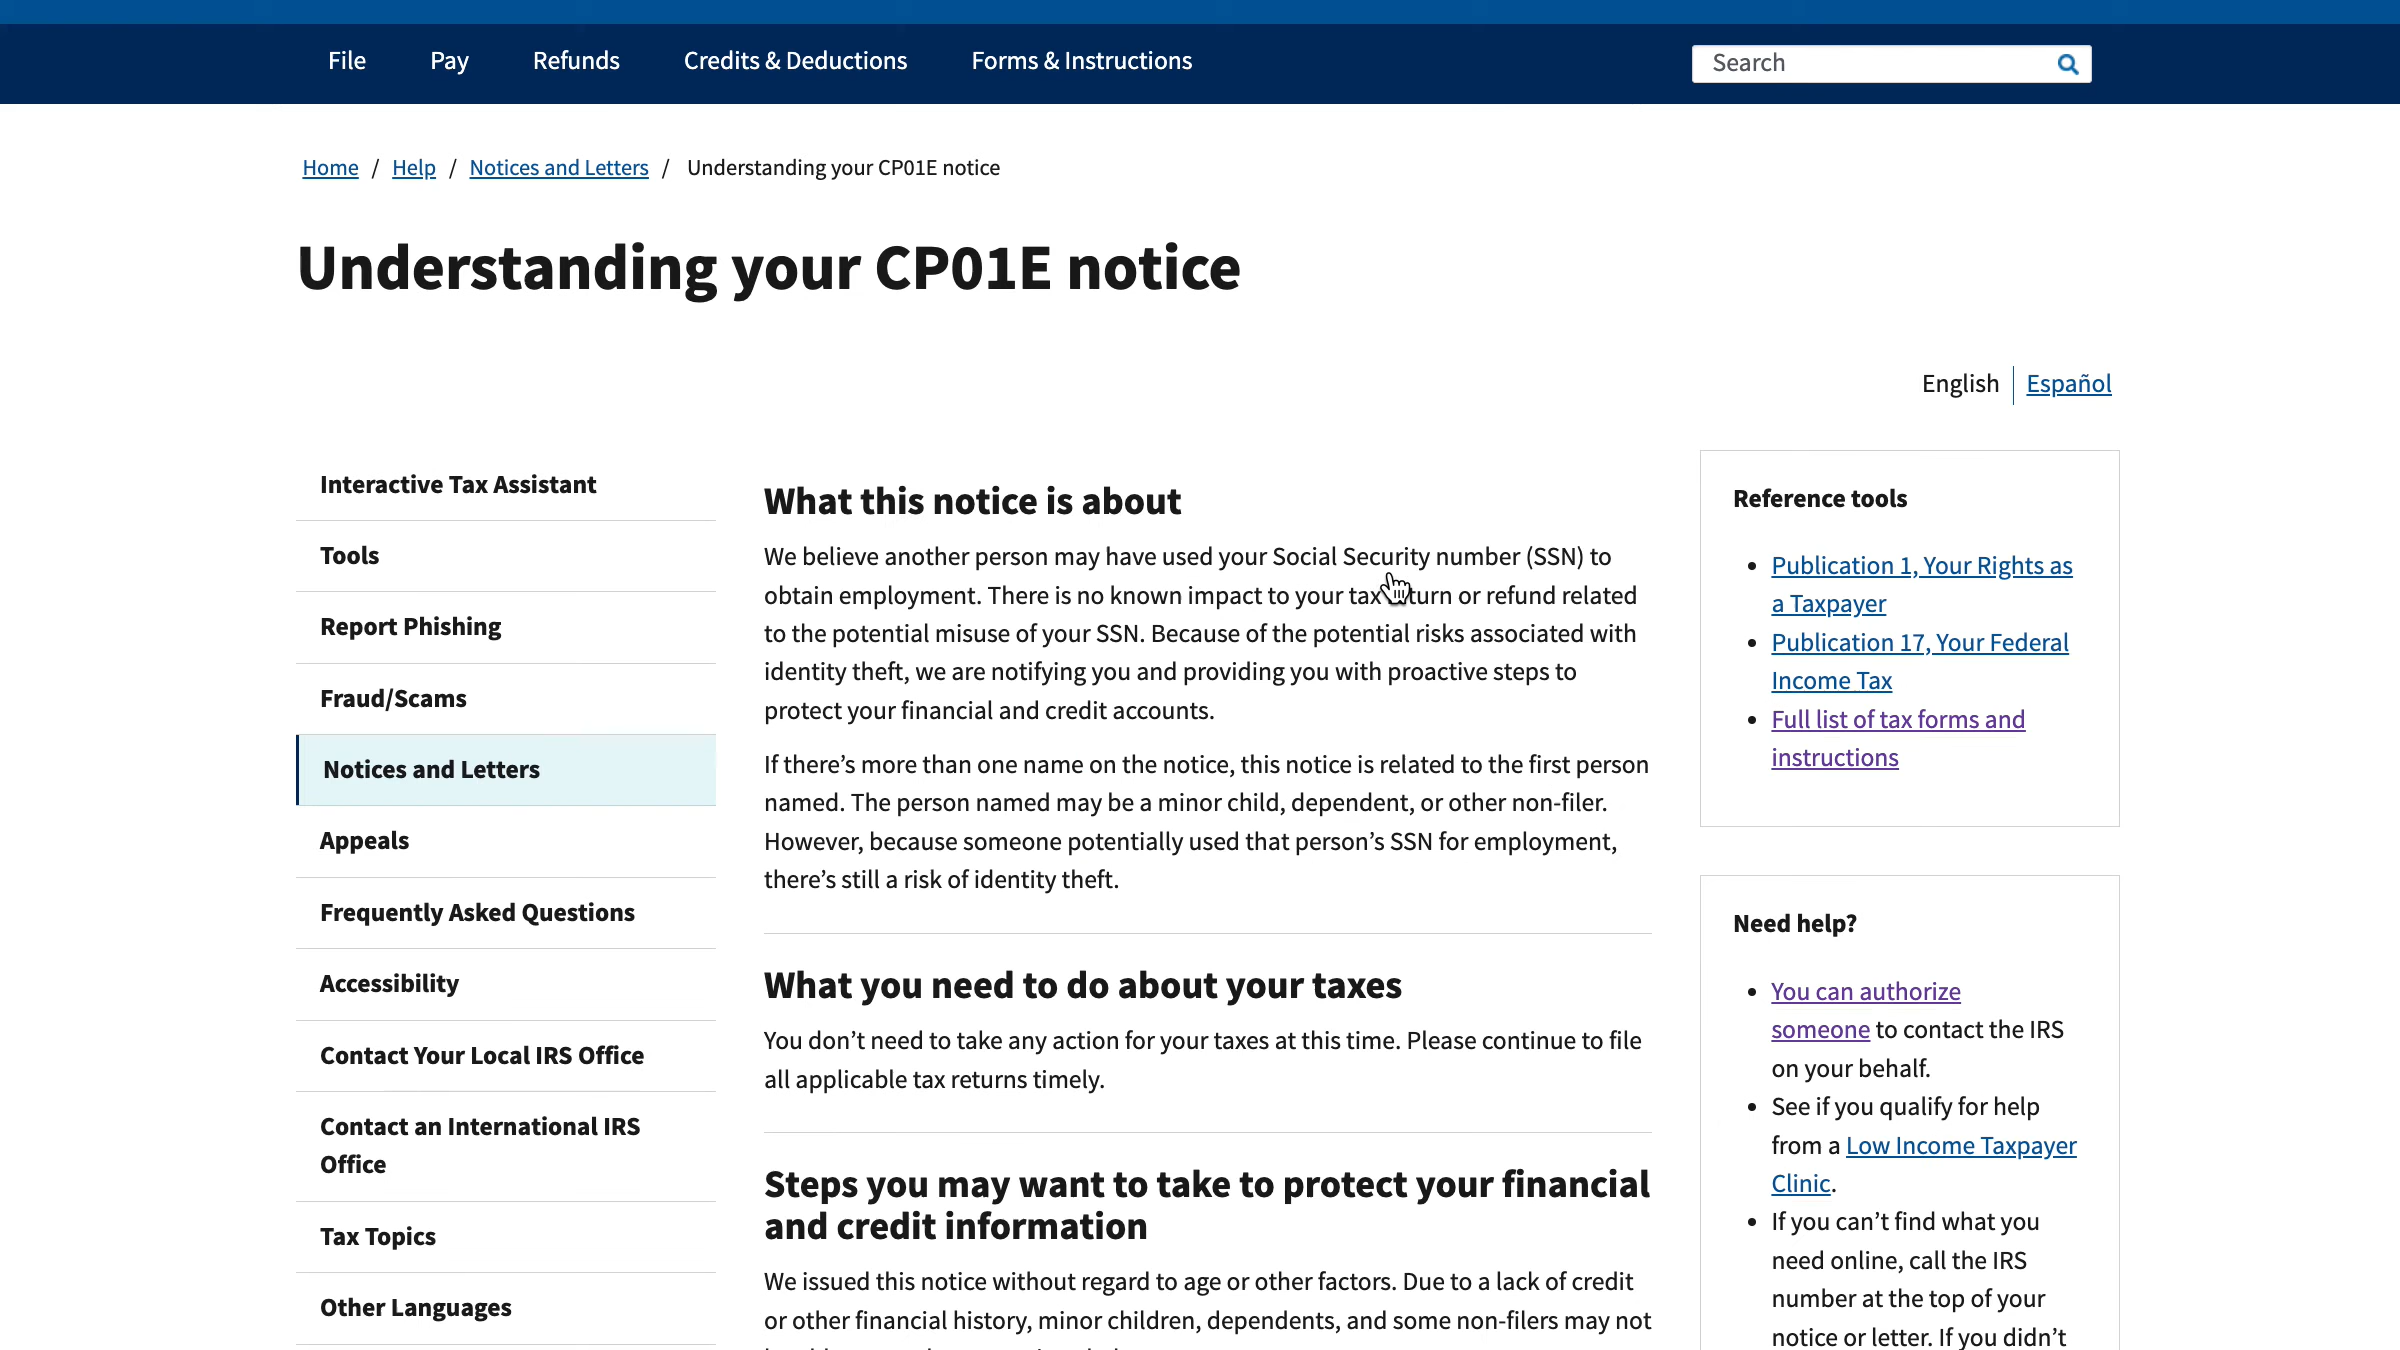 File Pay Refunds Credits & Deductions Forms & Instructions Search
Home / Help / Notices and Letters / Understanding your CP01E notice
Understanding your CP01E notice
English Español
Interactive Tax Assistant
Tools
Report Phishing
Fraud/Scams
Notices and Letters
Appeals
Frequently Asked Questions
Accessibility
Contact Your Local IRS Office
Contact an International IRS
Office
Tax Topics
Other Languages
What this notice is about
We believe another person may have used your Social Security number (SSN) to
obtain employment. There is no known impact to your tax turn or refund related
to the potential misuse of your SSN. Because of the potential risks associated with
identity theft, we are notifying you and providing you with proactive steps to
protect your financial and credit accounts.
If there’s more than one name on the notice, this notice is related to the first person
named. The person named may be a minor child, dependent, or other non-filer.
However, because someone potentially used that person’s SSN for employment,
there’s still a risk of identity theft.
What you need to do about your taxes
You don’t need to take any action for your taxes at this time. Please continue to file
all applicable tax returns timely.
Steps you may want to take to protect your financial
and credit information
We issued this notice without regard to age or other factors. Due to a lack of credit
or other financial history, minor children, dependents, and some non-filers may not
Reference tools
Publication 1, Your Rights as
a Taxpayer
Publication 17, Your Federal
Income Tax
Full list of tax forms and
instructions
Need help?
You can authorize
someone to contact the IRS
on your behalf.
See if you qualify for help
from a Low Income Taxpayer
Clinic.
If you can’t find what you
need online, call the IRS
number at the top of your
notice or letter. If you didn’t